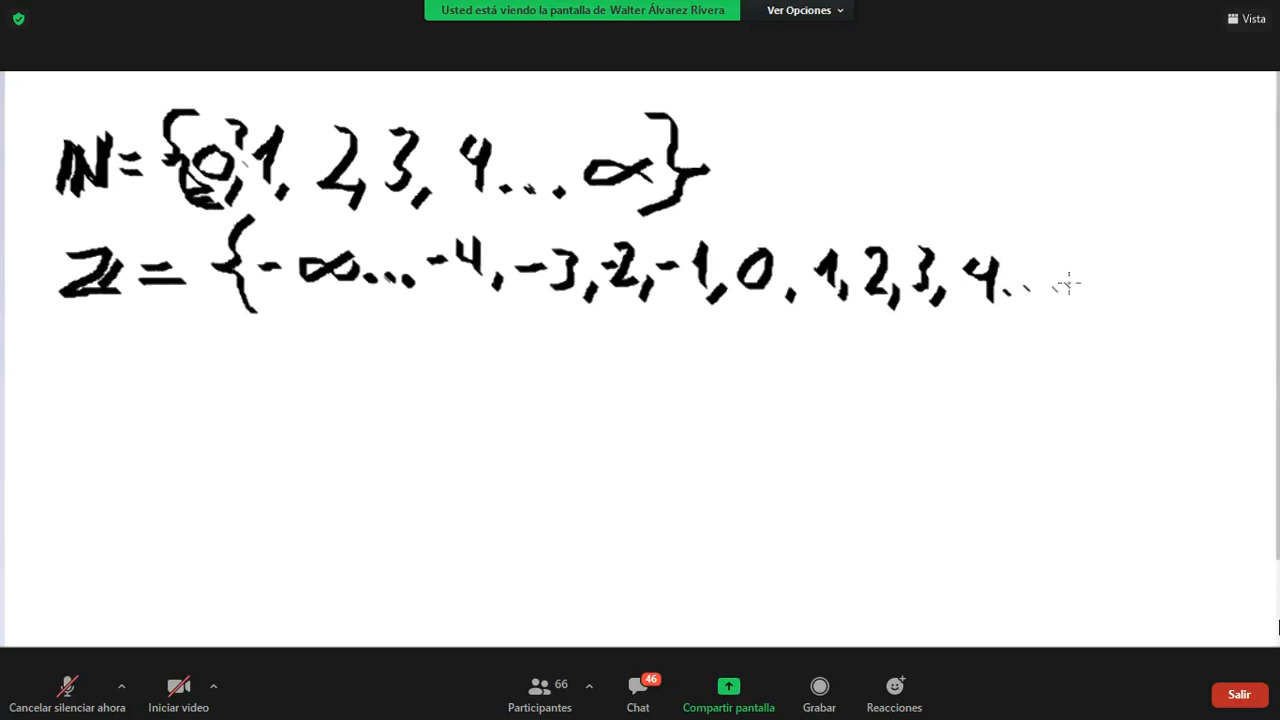 Usted está viendo la pantalla de Walter Álvarez Rivera Ver Opciones
Vista
ℕ={0,1, 2,3, 4... ∞}
ℤ = {-∞...-4, -3,-2,-1, 0, 1,2,3, 4...
66
46
Cancelar silenciar ahora Iniciar video Participantes Chat Compartir pantalla Grabar Reacciones Salir